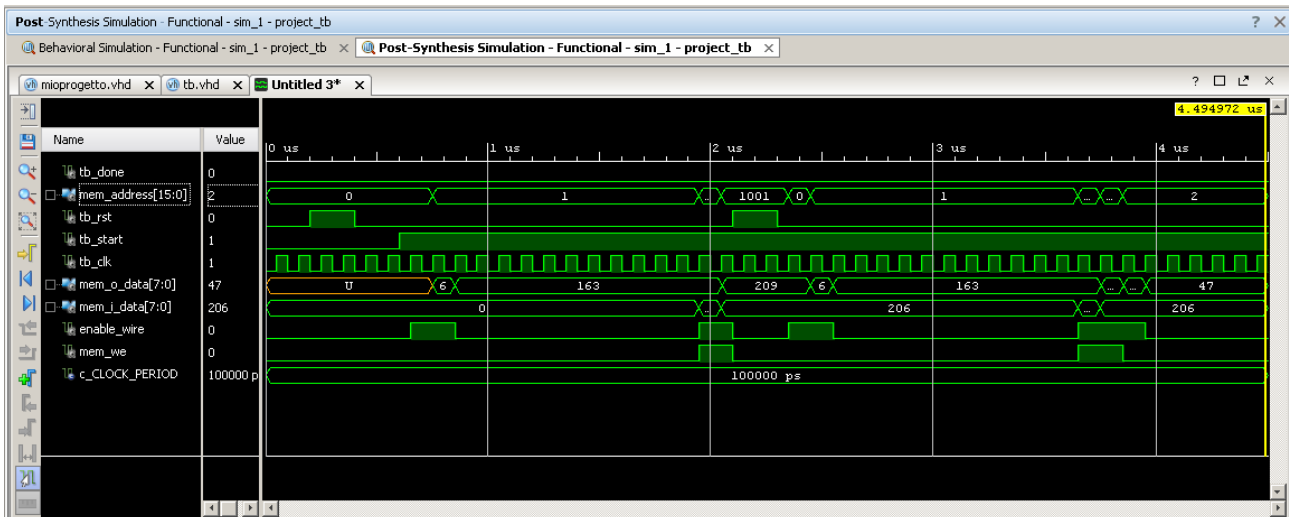 Post-Synthesis Simulation - Functional - sim_1 - project_tb
Behavioral Simulation - Functional - sim_1 - project_tb
Post-Synthesis Simulation - Functional - sim_1 - project_tb
mioprogetto.vhd
tb.vhd
Untitled 3*
4.494972 us
Name Value
0 us 1 us 2 us 3 us 4 us
tb_done 0
mem_address[15:0] 2 0 1 .. 1001 0 1 ... ... 2
tb_rst 0
tb_start 1
tb_clk 1
mem_o_data[7:0] 47 U 6 163 209 6 163 ... ... 47
mem_i_data[7:0] 206 0 .. 206 ... 206
enable_wire 0
mem_we 0
c_CLOCK_PERIOD 100000 p 100000 ps